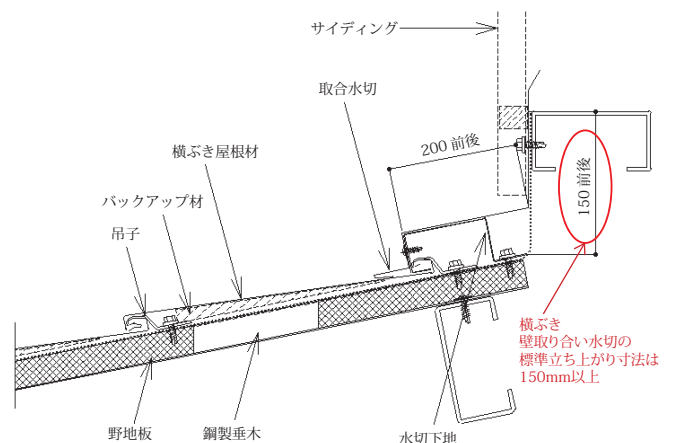 サイディング
取合水切
200 前後
横ぶき屋根材
150 前後
バックアップ材
吊子
横ぶき
壁取り合い水切の
標準立ち上がり寸法は
150mm以上
野地板
鋼製垂木
水切下地